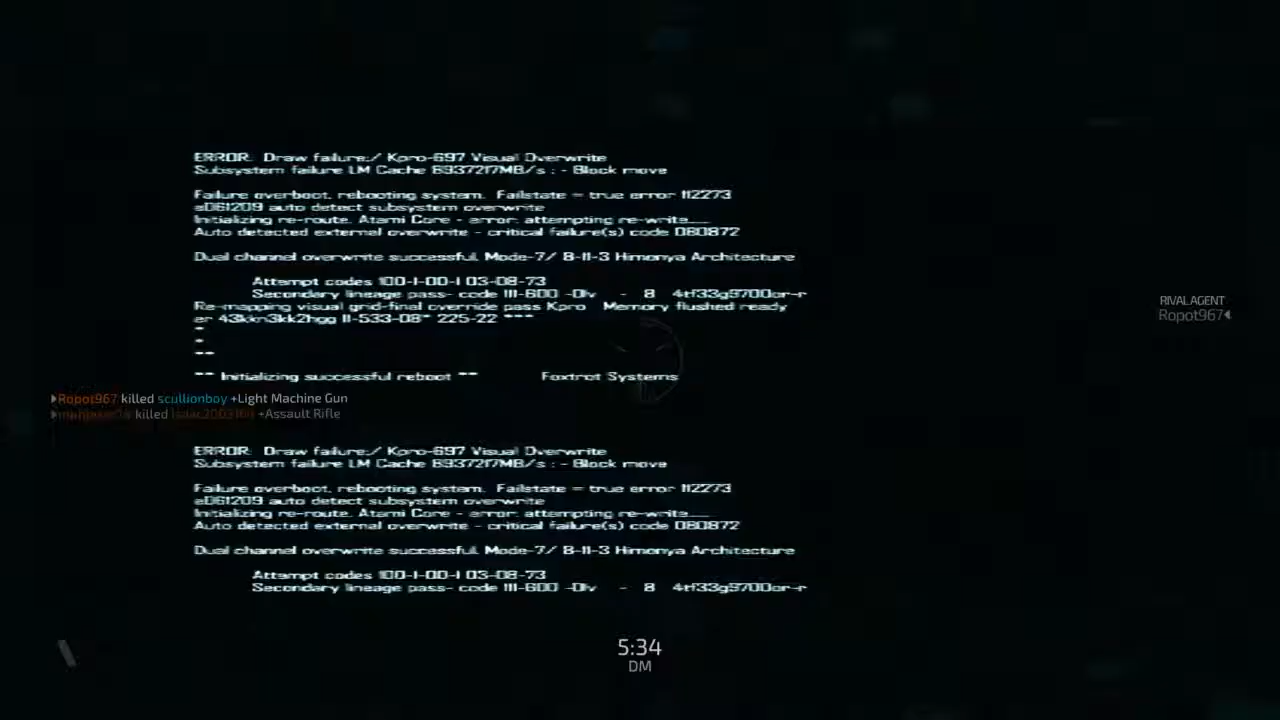 ERROR. Draw failure:/ Kpro-697 Visual Overwrite
Subsystem failure LM Cache 8937217MB/s : - Block move
Failure overboot, rebooting system. Failstate = true error 112273
a061209 auto detect subsystem overwrite
Initializing re-route. Atami Core - error: attempting re-write
Auto detected external overwrite - critical failure(s) code 080872
Dual channel overwrite successful. Mode-7/ 8-11-3 Himonya Architecture
Attempt codes 100-1-00-1 03-08-73
Secondary lineage pass- code 111-600 -Dlv - 8 4tf33g9700or-r
Re-mapping visual grid-final override pass Kpro Memory flushed ready
er 43kkn3kk2hgg 11-533-08* 225-22 ***
*
*
**
** Initializing successful reboot ** Foxtrot Systems
RIVAL AGENT
Ropot967
Ropot967 killed scullionboy +Light Machine Gun
killed +Assault Rifle
ERROR. Draw failure:/ Kpro-697 Visual Overwrite
Subsystem failure LM Cache 8937217MB/s : - Block move
Failure overboot, rebooting system. Failstate = true error 112273
a061209 auto detect subsystem overwrite
Initializing re-route. Atami Core - error: attempting re-write
Auto detected external overwrite - critical failure(s) code 080872
Dual channel overwrite successful. Mode-7/ 8-11-3 Himonya Architecture
Attempt codes 100-1-00-1 03-08-73
Secondary lineage pass- code 111-600 -Dlv - 8 4tf33g9700or-r
5:34
DM